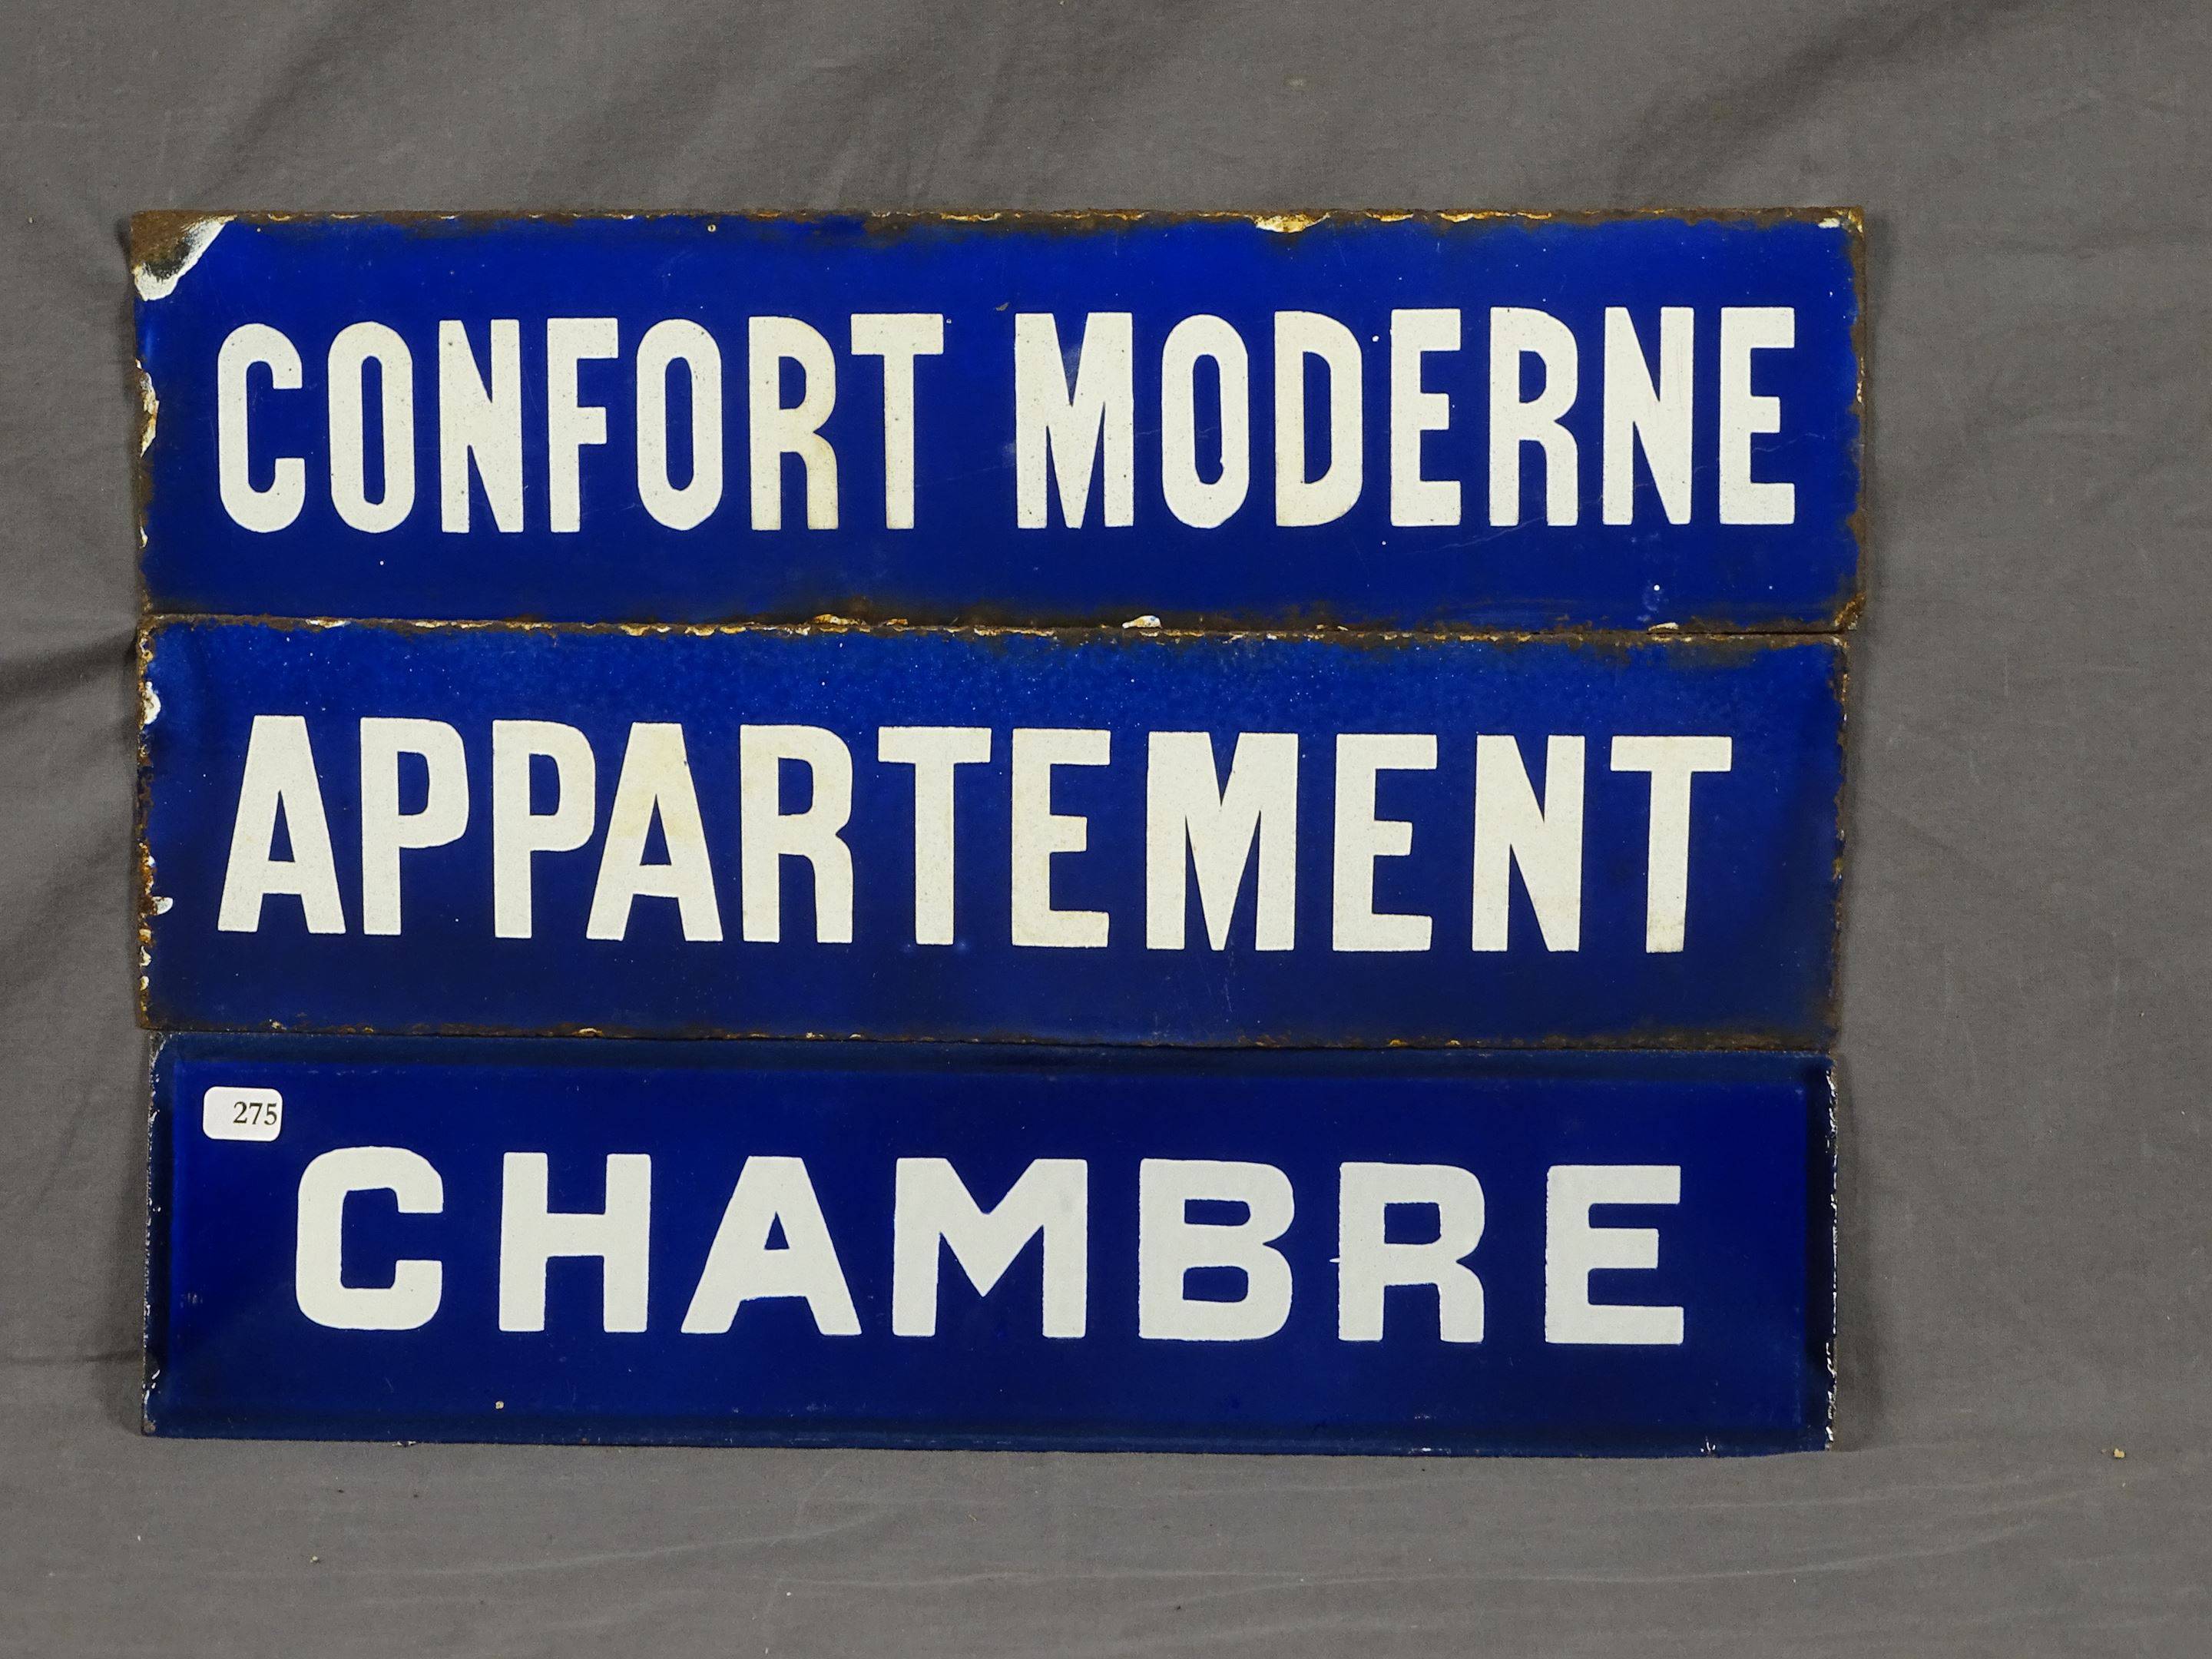 CONFORT MODERNE
APPARTEMENT
275
CHAMBRE